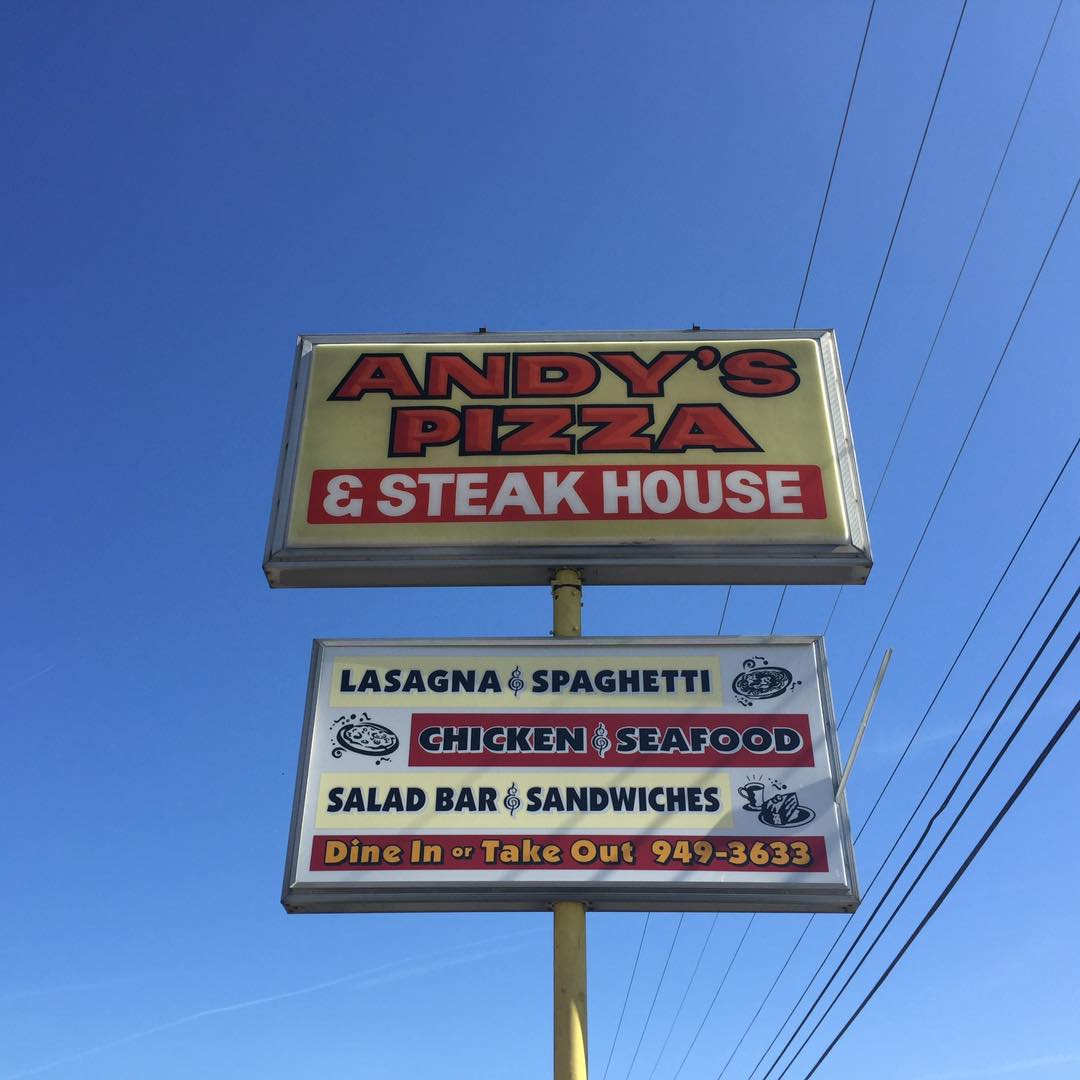 ANDY'S
PIZZA
& STEAK HOUSE
LASAGNA & SPAGHETTI
CHICKEN & SEAFOOD
SALAD BAR & SANDWICHES
Dine In or Take Out 949-3633